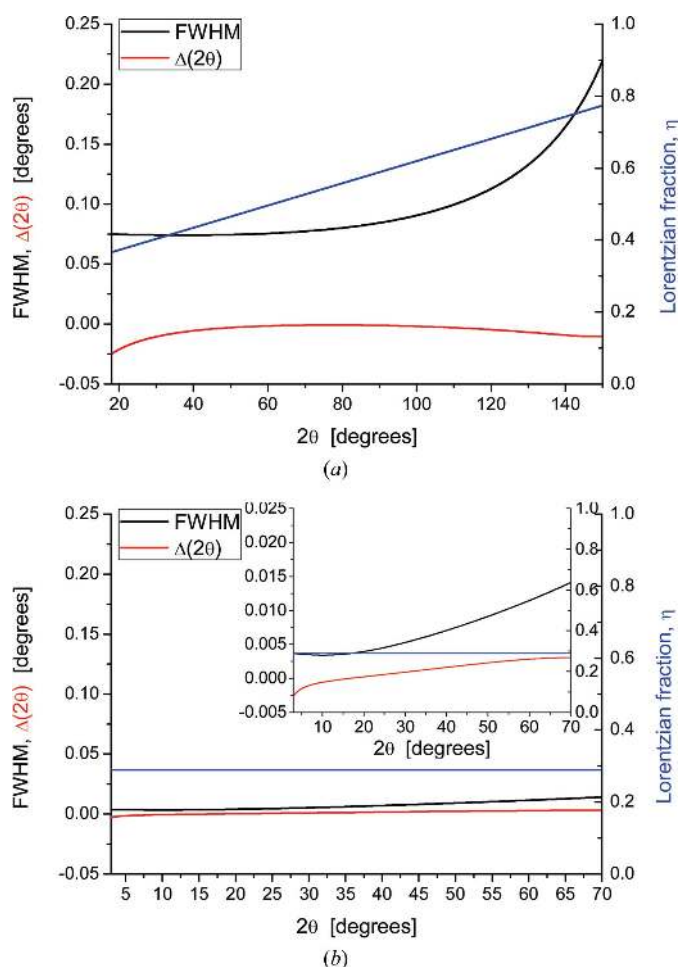 FWHM
Δ(2θ)
FWHM, Δ(2θ) [degrees]
0.25
0.20
0.15
0.10
0.05
0.00
-0.05
1.0
0.8
0.6
0.4
0.2
0.0
Lorentzian fraction, η
20 40 60 80 100 120 140
2θ [degrees]
(a)
FWHM
Δ(2θ)
FWHM, Δ(2θ) [degrees]
0.25
0.20
0.15
0.10
0.05
0.00
-0.05
0.025
0.020
0.015
0.010
0.005
0.000
-0.005
1.0
0.8
0.6
0.4
0.2
0.0
10 20 30 40 50 60 70
2θ [degrees]
1.0
0.8
0.6
0.4
0.2
0.0
Lorentzian fraction, η
5 10 15 20 25 30 35 40 45 50 55 60 65 70
2θ [degrees]
(b)